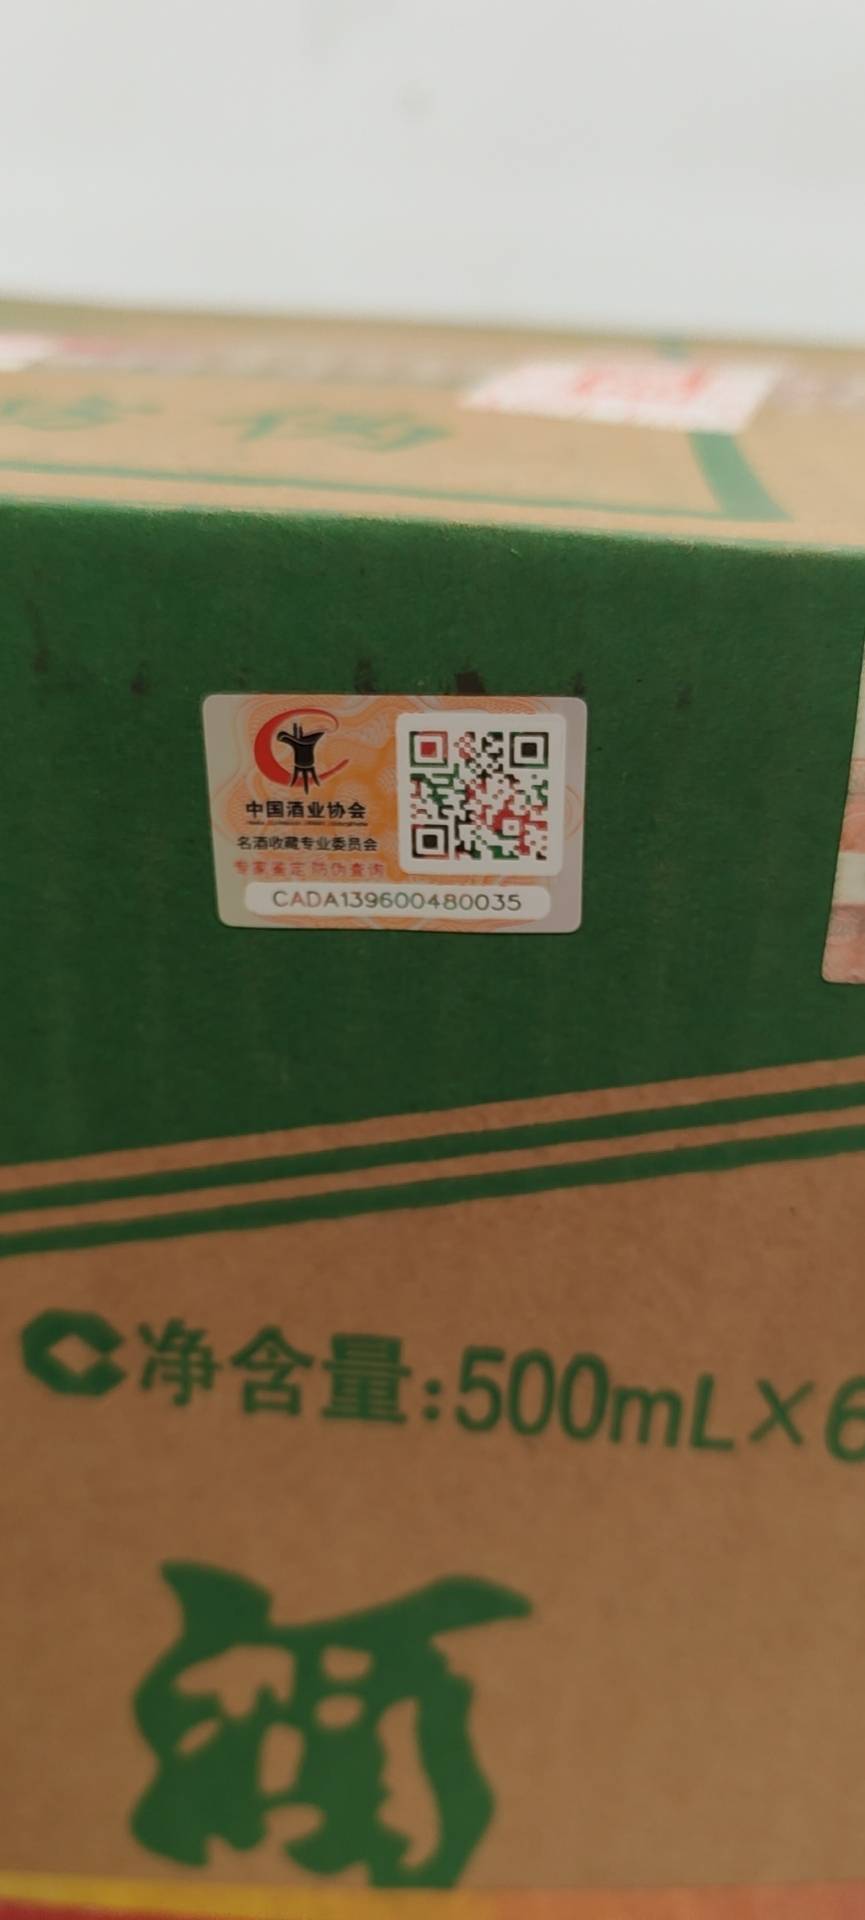 中国酒业协会
名酒收藏专业委员会
专家鉴定 防伪查询
CADA139600480035
净含量:500mL×6